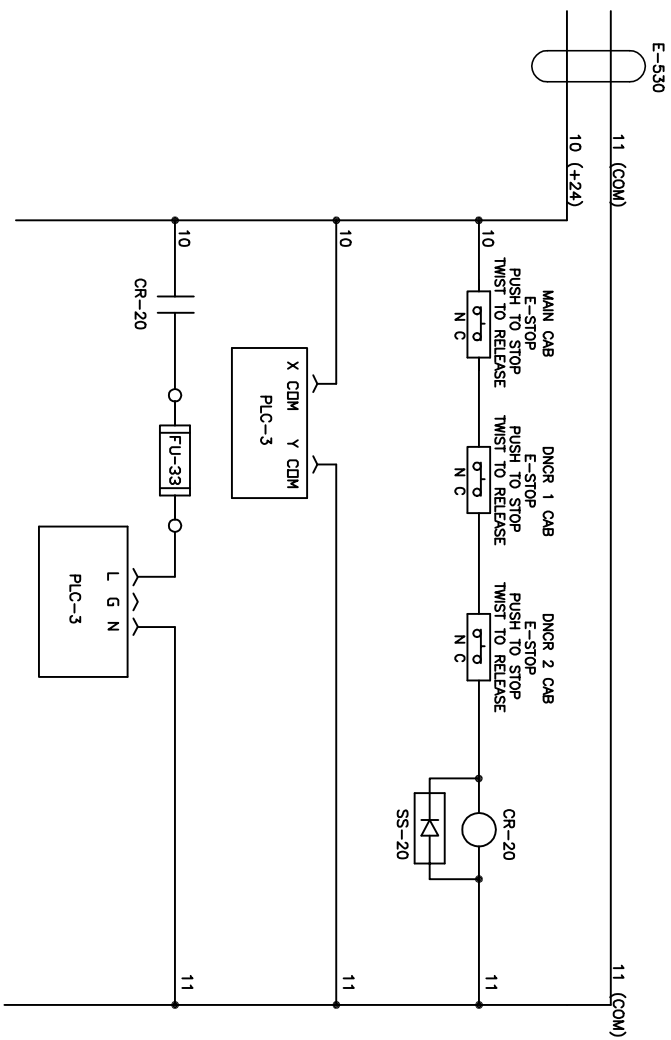 E-530
11 (COM)
10 (+24)
11 (COM)
10
MAIN CAB
E-STOP
PUSH TO STOP
TWIST TO RELEASE
N C
DNCR 1 CAB
E-STOP
PUSH TO STOP
TWIST TO RELEASE
N C
DNCR 2 CAB
E-STOP
PUSH TO STOP
TWIST TO RELEASE
N C
CR-20
SS-20
11
10
X COM Y COM
PLC-3
11
10
CR-20
FU-33
L G N
PLC-3
11